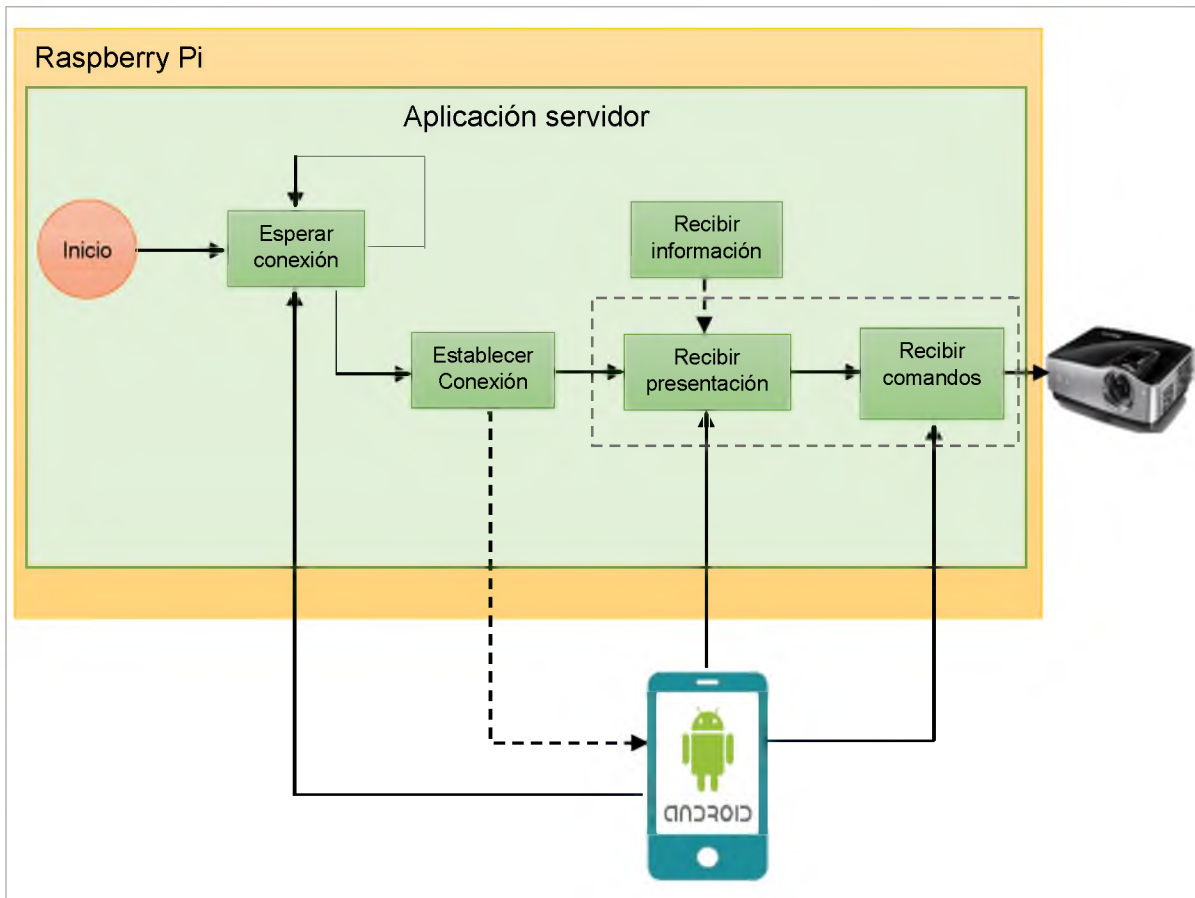 Raspberry Pi
Aplicación servidor
Inicio
Esperar
conexión
Recibir
información
Establecer
Conexión
Recibir
presentación
Recibir
comandos
ANDROID